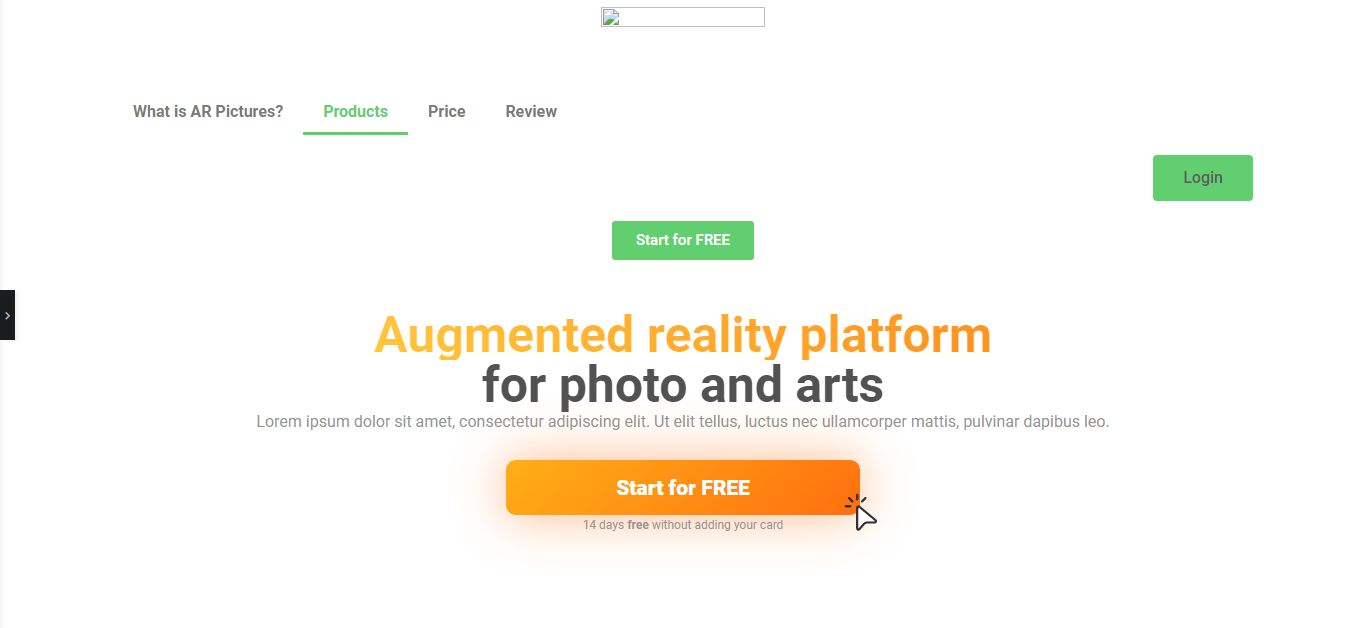 What is AR Pictures? Products Price Review
Login
Start for FREE
Augmented reality platform
for photo and arts
Lorem ipsum dolor sit amet, consectetur adipiscing elit. Ut elit tellus, luctus nec ullamcorper mattis, pulvinar dapibus leo.
Start for FREE
14 days free without adding your card